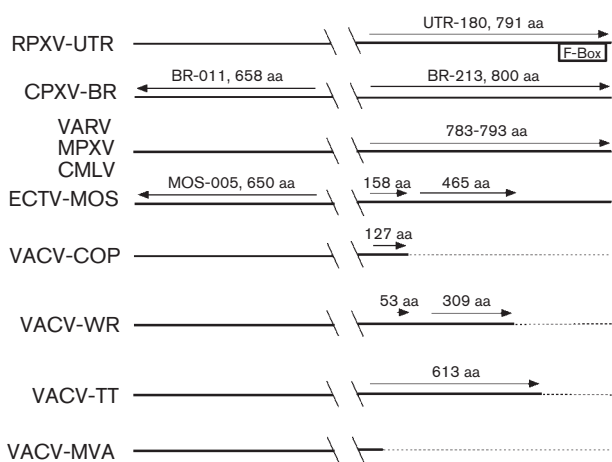 UTR-180, 791 aa
RPXV-UTR
F-Box
BR-011, 658 aa BR-213, 800 aa
CPXV-BR
VARV
783-793 aa
MPXV
CMLV
MOS-005, 650 aa 158 aa 465 aa
ECTV-MOS
127 aa
VACV-COP
53 aa 309 aa
VACV-WR
613 aa
VACV-TT
VACV-MVA